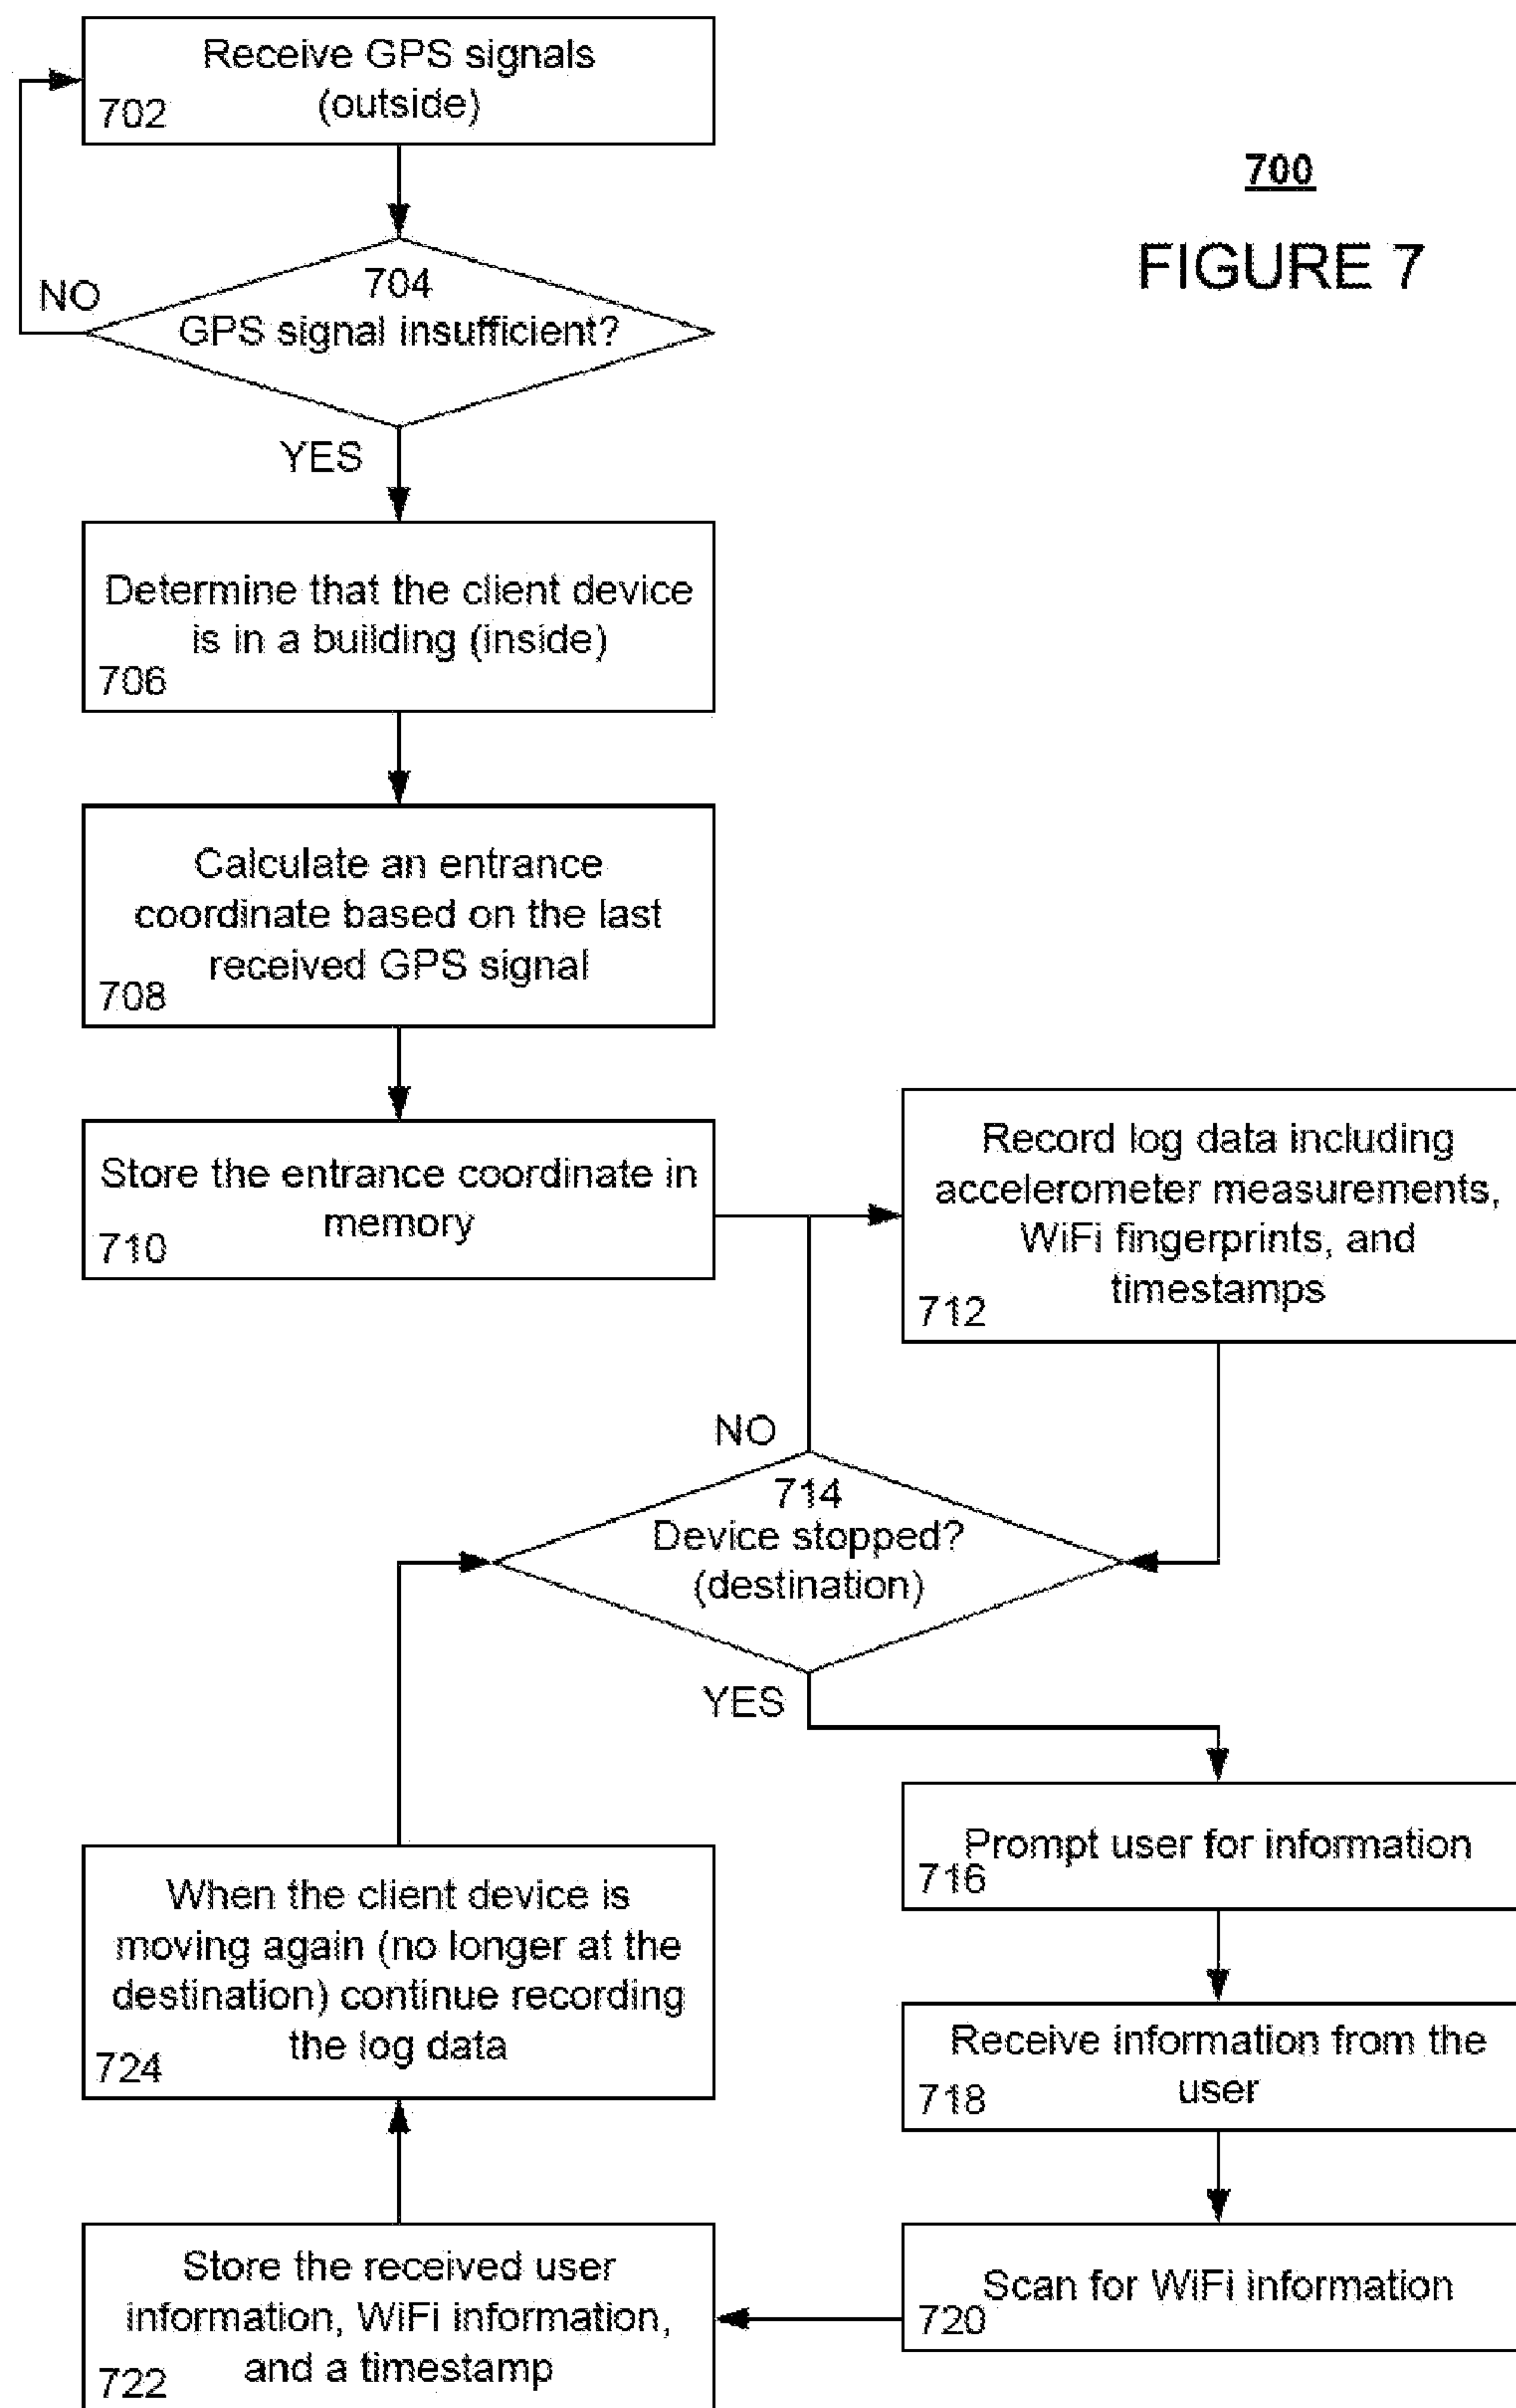 Receive GPS signals
(outside)
702
700
FIGURE 7
704
GPS signal insufficient?
NO
YES
Determine that the client device
is in a building (inside)
706
Calculate an entrance
coordinate based on the last
received GPS signal
708
Store the entrance coordinate in
memory
710
Record log data including
accelerometer measurements,
WiFi fingerprints, and
timestamps
712
NO
714
Device stopped?
(destination)
YES
Prompt user for information
716
Receive information from the
user
718
Scan for WiFi information
720
Store the received user
information, WiFi information,
and a timestamp
722
When the client device is
moving again (no longer at the
destination) continue recording
the log data
724